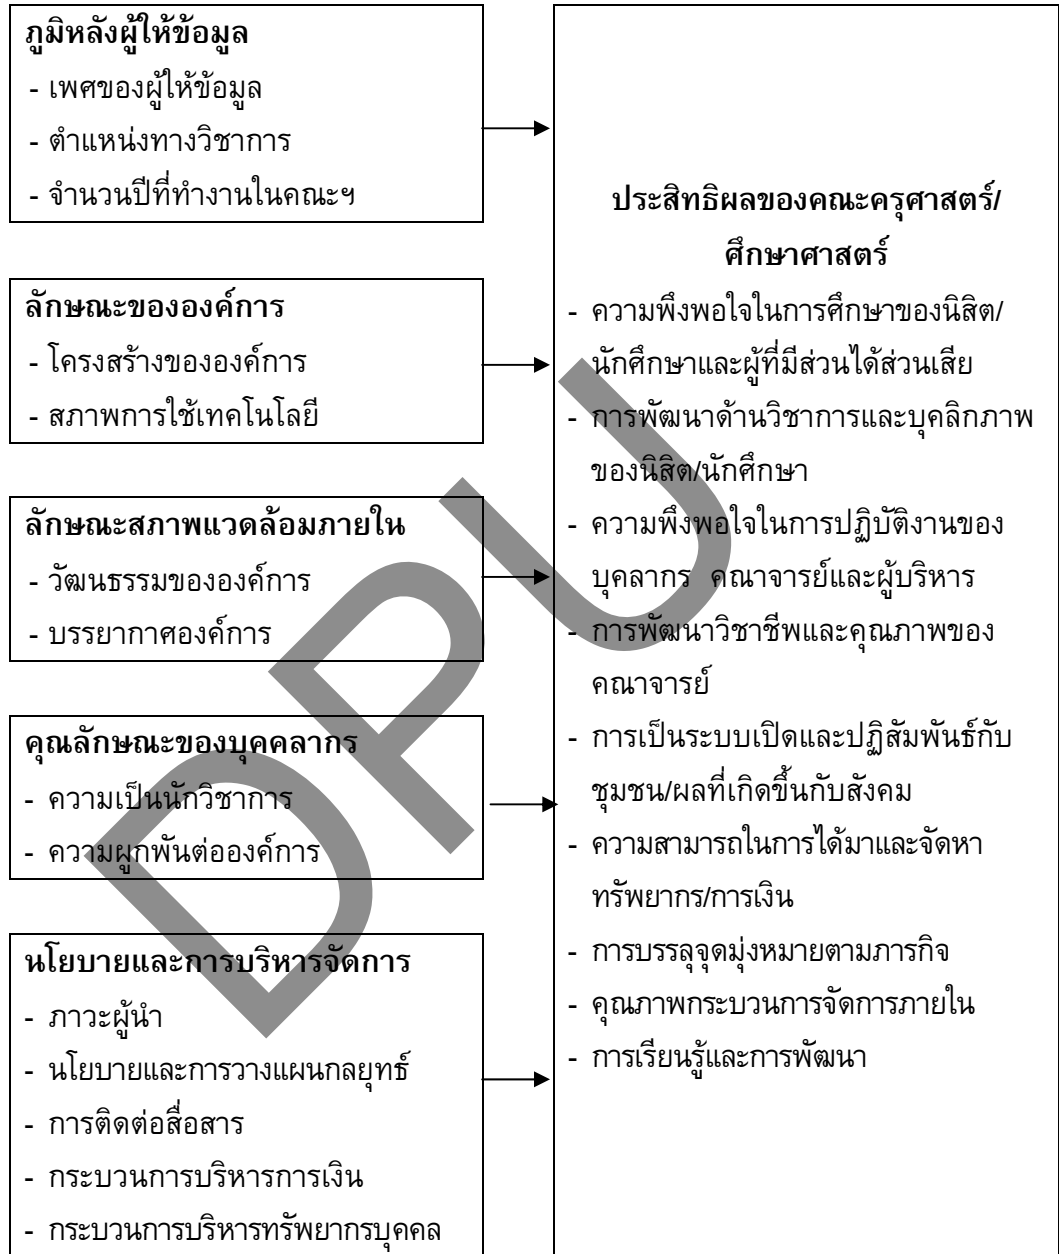 ภูมิหลังผู้ให้ข้อมูล
- เพศของผู้ให้ข้อมูล
- ตำแหน่งทางวิชาการ
- จำนวนปีที่ทำงานในคณะฯ
ลักษณะขององค์การ
- โครงสร้างขององค์การ
- สภาพการใช้เทคโนโลยี
ลักษณะสภาพแวดล้อมภายใน
- วัฒนธรรมขององค์การ
- บรรยากาศองค์การ
คุณลักษณะของบุคคลากร
- ความเป็นนักวิชาการ
- ความผูกพันต่อองค์การ
นโยบายและการบริหารจัดการ
- ภาวะผู้นำ
- นโยบายและการวางแผนกลยุทธ์
- การติดต่อสื่อสาร
- กระบวนการบริหารการเงิน
- กระบวนการบริหารทรัพยากรบุคคล
ประสิทธิผลของคณะครุศาสตร์/
ศึกษาศาสตร์
- ความพึงพอใจในการศึกษาของนิสิต/
นักศึกษาและผู้ที่มีส่วนได้ส่วนเสีย
- การพัฒนาด้านวิชาการและบุคลิกภาพ
ของนิสิต/นักศึกษา
- ความพึงพอใจในการปฏิบัติงานของ
บุคลากร คณาจารย์และผู้บริหาร
- การพัฒนาวิชาชีพและคุณภาพของ
คณาจารย์
- การเป็นระบบเปิดและปฏิสัมพันธ์กับ
ชุมชน/ผลที่เกิดขึ้นกับสังคม
- ความสามารถในการได้มาและจัดหา
ทรัพยากร/การเงิน
- การบรรลุจุดมุ่งหมายตามภารกิจ
- คุณภาพกระบวนการจัดการภายใน
- การเรียนรู้และการพัฒนา
DPU